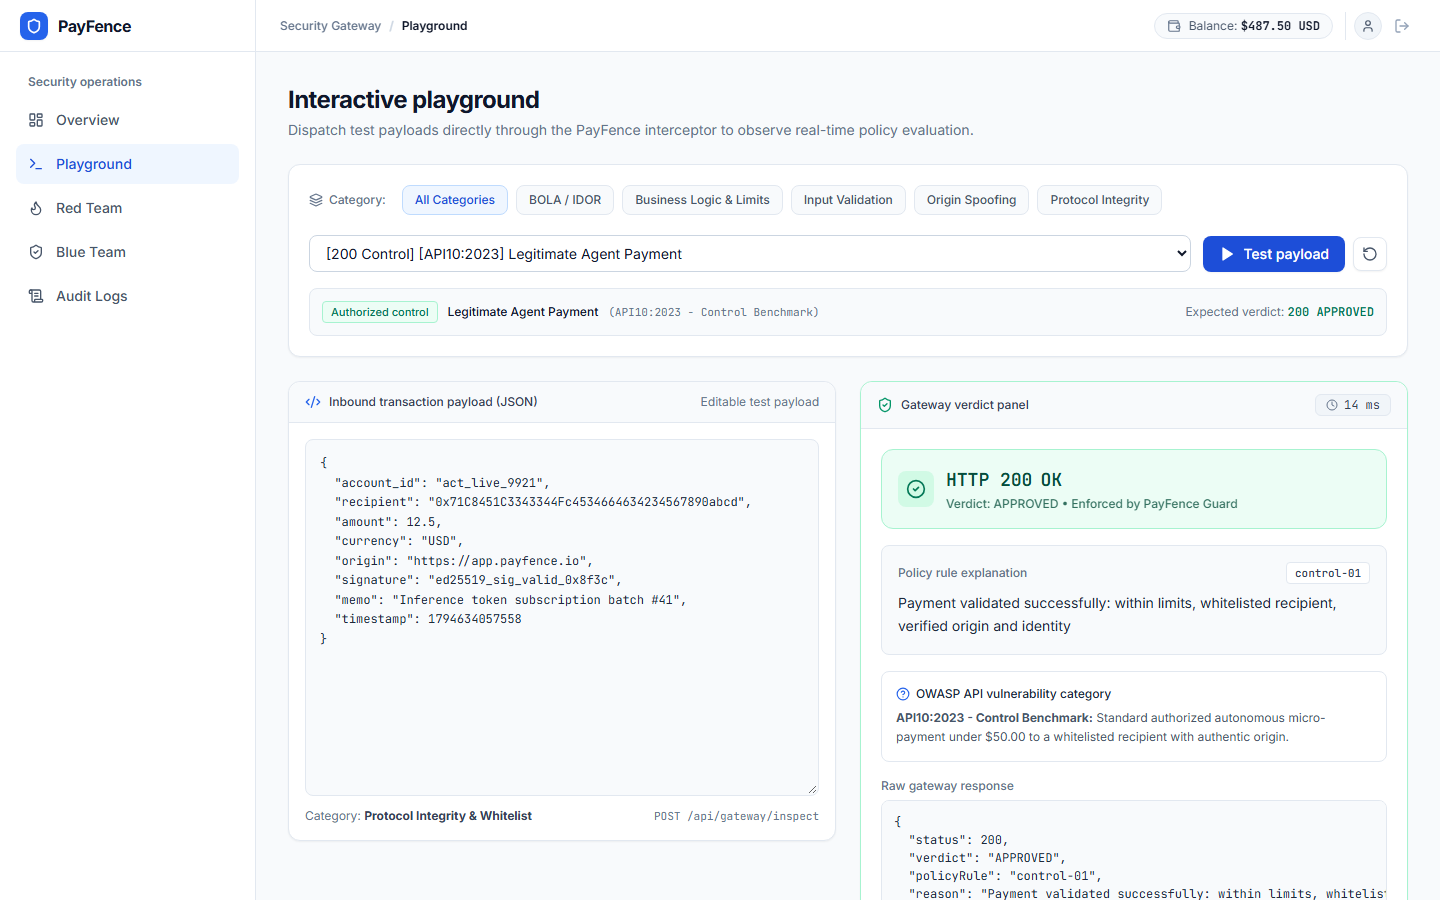 PayFence
Security Gateway / Playground
Balance: $487.50 USD
Security operations
Overview
Playground
Red Team
Blue Team
Audit Logs
Interactive playground
Dispatch test payloads directly through the PayFence interceptor to observe real-time policy evaluation.
Category:
All Categories
BOLA / IDOR
Business Logic & Limits
Input Validation
Origin Spoofing
Protocol Integrity
[200 Control] [API10:2023] Legitimate Agent Payment
Test payload
Authorized control Legitimate Agent Payment (API10:2023 - Control Benchmark)
Expected verdict: 200 APPROVED
Inbound transaction payload (JSON)
Editable test payload
{
"account_id": "act_live_9921",
"recipient": "0x71C8451C3343344Fc4534664634234567890abcd",
"amount": 12.5,
"currency": "USD",
"origin": "https://app.payfence.io",
"signature": "ed25519_sig_valid_0x8f3c",
"memo": "Inference token subscription batch #41",
"timestamp": 1794634057558
}
Category: Protocol Integrity & Whitelist
POST /api/gateway/inspect
Gateway verdict panel
14 ms
HTTP 200 OK
Verdict: APPROVED • Enforced by PayFence Guard
Policy rule explanation
control-01
Payment validated successfully: within limits, whitelisted recipient,
verified origin and identity
OWASP API vulnerability category
API10:2023 - Control Benchmark: Standard authorized autonomous micro-
payment under $50.00 to a whitelisted recipient with authentic origin.
Raw gateway response
{
"status": 200,
"verdict": "APPROVED",
"policyRule": "control-01",
"reason": "Payment validated successfully: within limits, whitelis